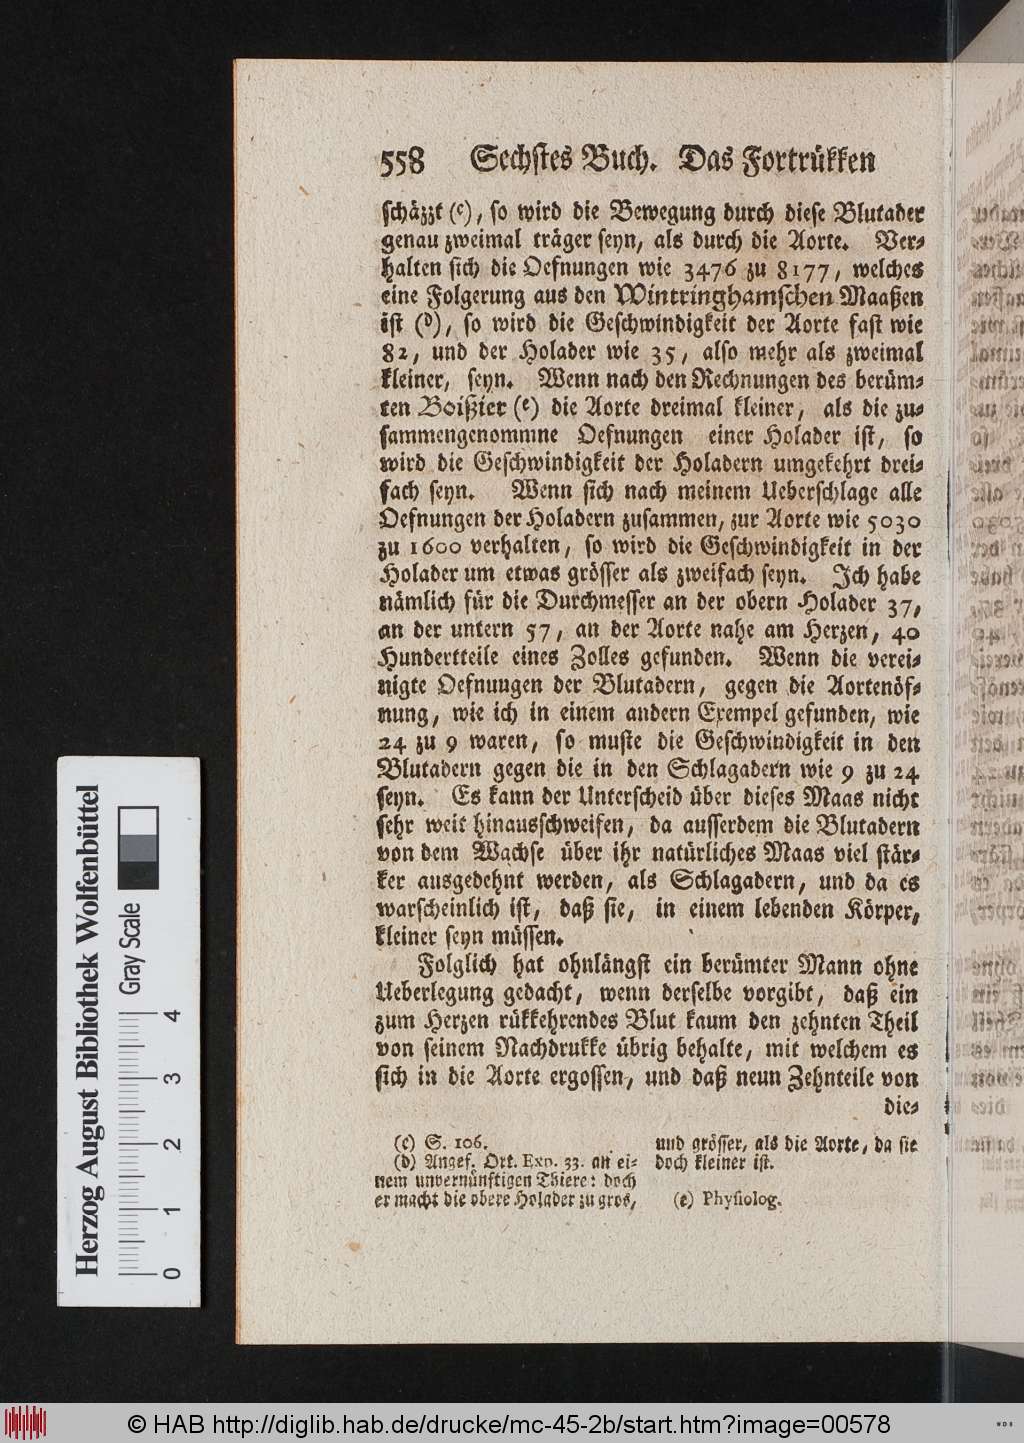 558 Sechstes Buch. Das Fortrükken
schäzzt (c), so wird die Bewegung durch diese Blutader
genau zweimal träger seyn, als durch die Aorte. Ver-
halten sich die Oefnungen wie 3476 zu 8177, welches
eine Folgerung aus den Wintringhamschen Maaßen
ist (d), so wird die Geschwindigkeit der Aorte fast wie
82, und der Holader wie 35, also mehr als zweimal
kleiner, seyn. Wenn nach den Rechnungen des berüm-
ten Boißier (e) die Aorte dreimal kleiner, als die zu-
sammengenommne Oefnungen einer Holader ist, so
wird die Geschwindigkeit der Holadern umgekehrt drei-
fach seyn. Wenn sich nach meinem Ueberschlage alle
Oefnungen der Holadern zusammen, zur Aorte wie 5030
zu 1600 verhalten, so wird die Geschwindigkeit in der
Holader um etwas grösser als zweifach seyn. Ich habe
nämlich für die Durchmesser an der obern Holader 37,
an der untern 57, an der Aorte nahe am Herzen, 40
Hundertteile eines Zolles gefunden. Wenn die verei-
nigte Oefnuugen der Blutadern, gegen die Aortenöf-
nung, wie ich in einem andern Exempel gefunden, wie
24 zu 9 waren, so muste die Geschwindigkeit in den
Blutadern gegen die in den Schlagadern wie 9 zu 24
seyn. Es kann der Unterscheid über dieses Maas nicht
sehr weit hinausschweifen, da ausserdem die Blutadern
von dem Wachse über ihr natürliches Maas viel stär-
ker ausgedehnt werden, als Schlagadern, und da es
warscheinlich ist, daß sie, in einem lebenden Körper,
kleiner seyn müssen.
Folglich hat ohnlängst ein berümter Mann ohne
Ueberlegung gedacht, wenn derselbe vorgibt, daß ein
zum Herzen rükkehrendes Blut kaum den zehnten Theil
von seinem Nachdrukke übrig behalte, mit welchem es
sich in die Aorte ergossen, und daß neun Zehnteile von
die-
(c) S. 106.
(d) Angef. Ort. Exp. 33. an ei-
nem unvernünftigen Thiere: doch
er macht die obere Holader zu gros,
und grösser, als die Aorte, da sie
doch kleiner ist.
(e) Physiolog.
Herzog August Bibliothek Wolfenbüttel
Gray Scale
0 1 2 3 4
© HAB http://diglib.hab.de/drucke/mc-45-2b/start.htm?image=00578